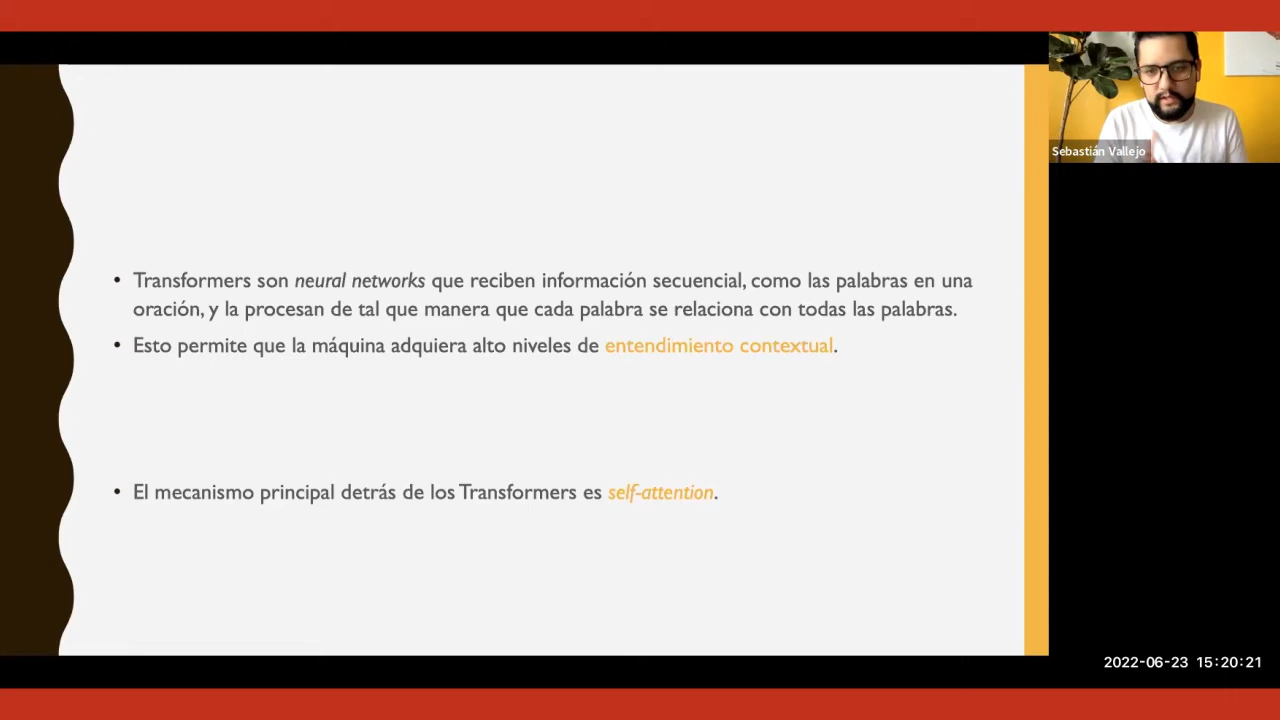 Sebastián Vallejo
• Transformers son neural networks que reciben información secuencial, como las palabras en una
oración, y la procesan de tal que manera que cada palabra se relaciona con todas las palabras.
• Esto permite que la máquina adquiera alto niveles de entendimiento contextual.
• El mecanismo principal detrás de los Transformers es self-attention.
2022-06-23 15:20:21